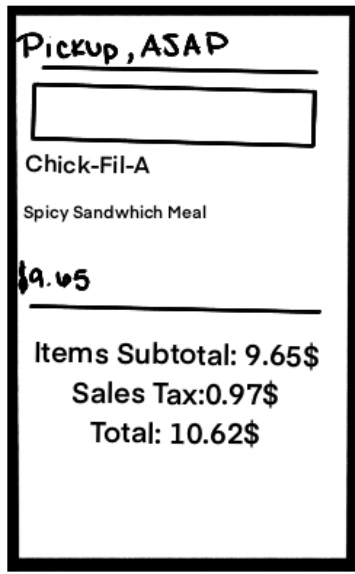 Pickup, ASAP
Chick-Fil-A
Spicy Sandwhich Meal
$9.65
Items Subtotal: 9.65$
Sales Tax:0.97$
Total: 10.62$